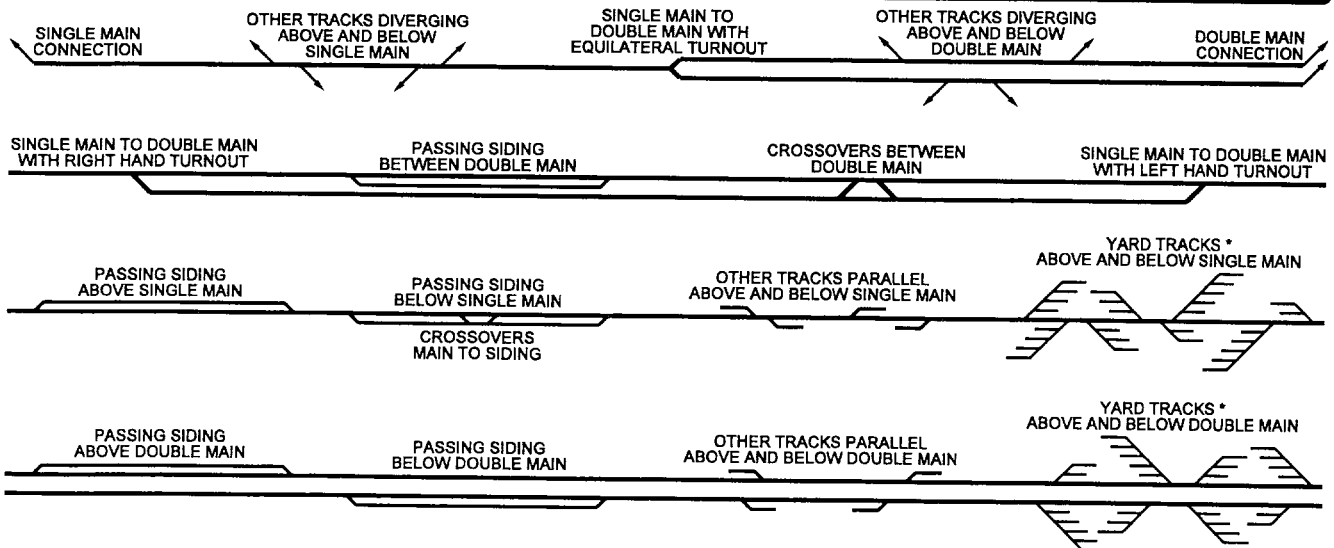 SINGLE MAIN
CONNECTION
OTHER TRACKS DIVERGING
ABOVE AND BELOW
SINGLE MAIN
SINGLE MAIN TO
DOUBLE MAIN WITH
EQUILATERAL TURNOUT
OTHER TRACKS DIVERGING
ABOVE AND BELOW
DOUBLE MAIN
DOUBLE MAIN
CONNECTION
SINGLE MAIN TO DOUBLE MAIN
WITH RIGHT HAND TURNOUT
PASSING SIDING
BETWEEN DOUBLE MAIN
CROSSOVERS BETWEEN
DOUBLE MAIN
SINGLE MAIN TO DOUBLE MAIN
WITH LEFT HAND TURNOUT
PASSING SIDING
ABOVE SINGLE MAIN
PASSING SIDING
BELOW SINGLE MAIN
CROSSOVERS
MAIN TO SIDING
OTHER TRACKS PARALLEL
ABOVE AND BELOW SINGLE MAIN
YARD TRACKS *
ABOVE AND BELOW SINGLE MAIN
PASSING SIDING
ABOVE DOUBLE MAIN
PASSING SIDING
BELOW DOUBLE MAIN
OTHER TRACKS PARALLEL
ABOVE AND BELOW DOUBLE MAIN
YARD TRACKS *
ABOVE AND BELOW DOUBLE MAIN